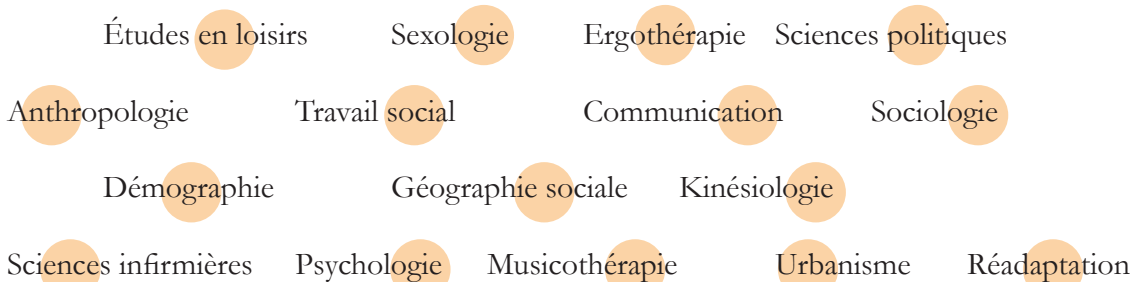 Études en loisirs Sexologie Ergothérapie Sciences politiques
Anthropologie Travail social Communication Sociologie
Démographie Géographie sociale Kinésiologie
Sciences infirmières Psychologie Musicothérapie Urbanisme Réadaptation